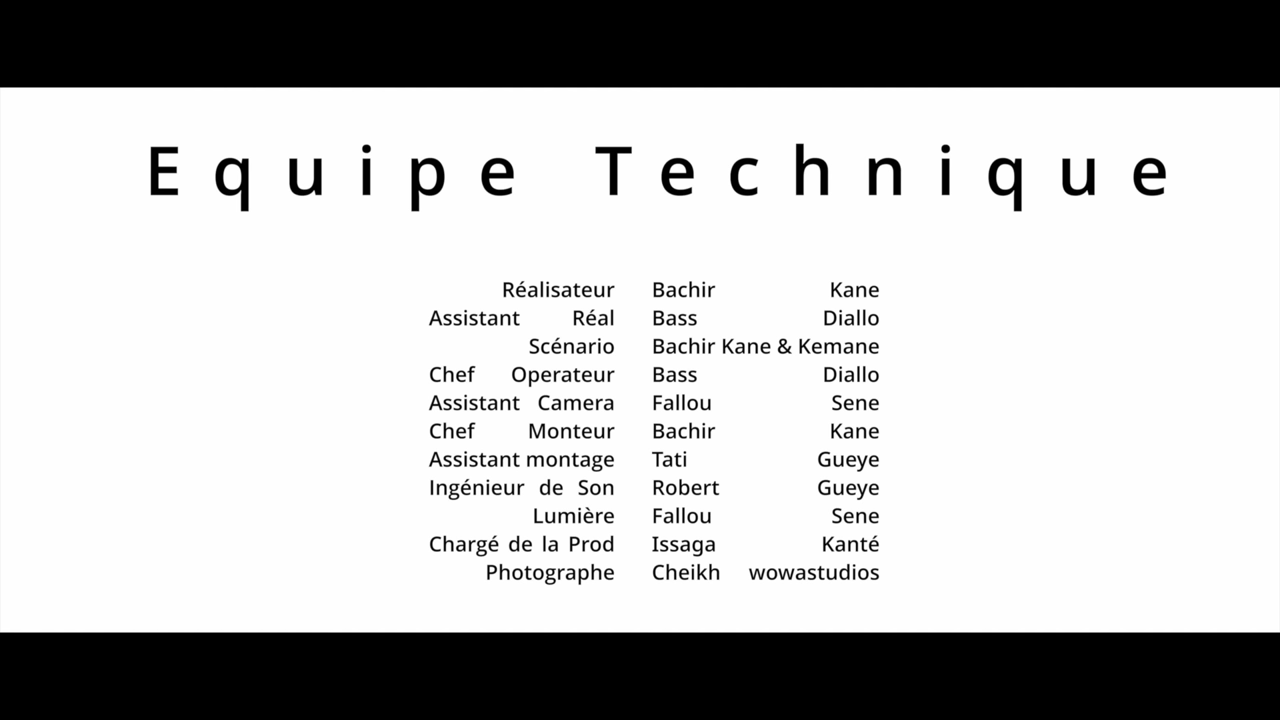 Equipe Technique
Réalisateur Bachir Kane
Assistant Réal Bass Diallo
Scénario Bachir Kane & Kemane
Chef Operateur Bass Diallo
Assistant Camera Fallou Sene
Chef Monteur Bachir Kane
Assistant montage Tati Gueye
Ingénieur de Son Robert Gueye
Lumière Fallou Sene
Chargé de la Prod Issaga Kanté
Photographe Cheikh wowastudios